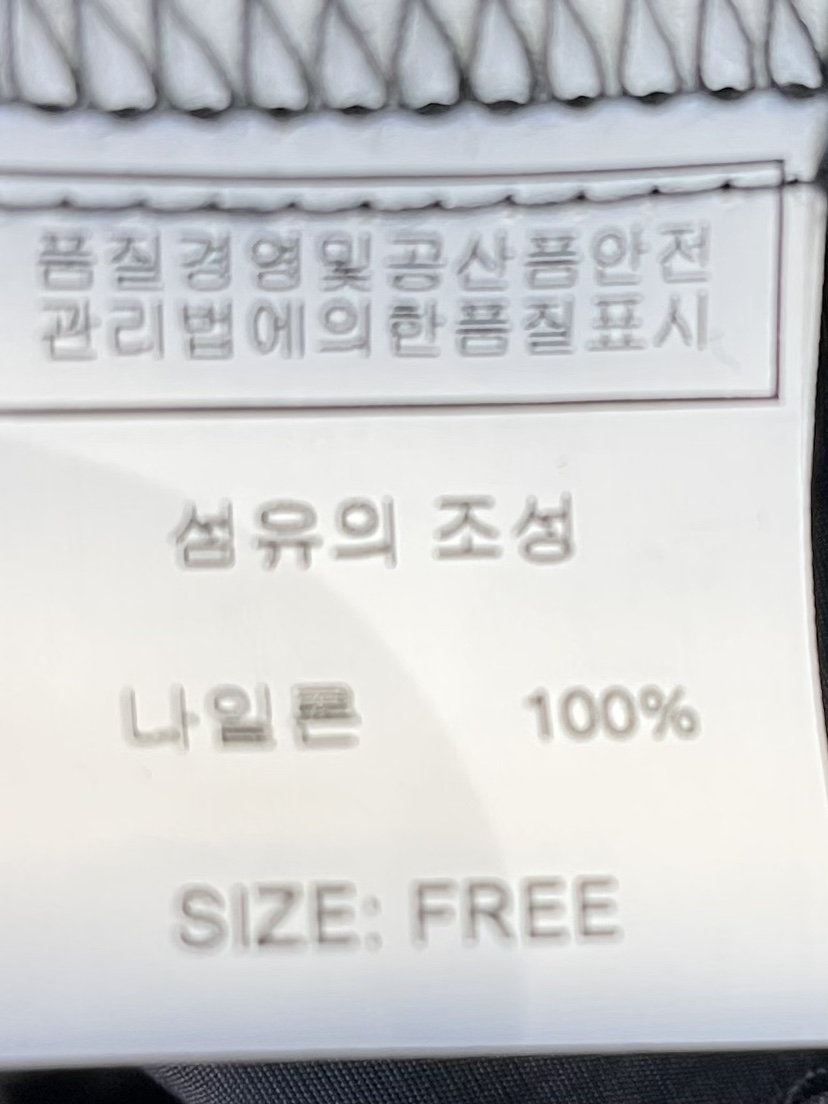 품질경영및공산품안전
관리법에의한품질표시
섬유의 조성
나일론 100%
SIZE: FREE